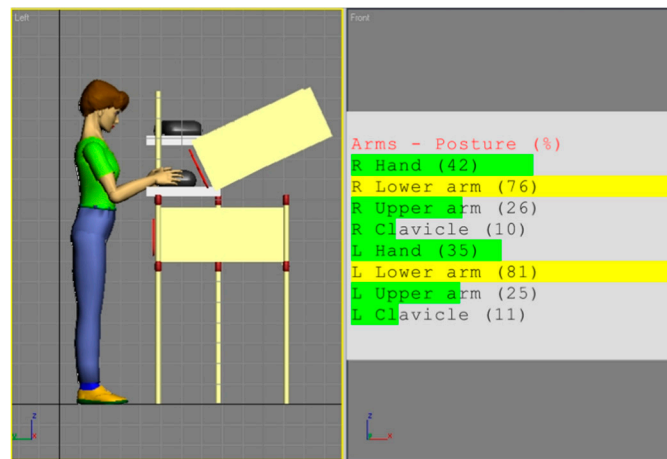 Left
Front
Arms - Posture (%)
R Hand (42)
R Lower arm (76)
R Upper arm (26)
R Clavicle (10)
L Hand (35)
L Lower arm (81)
L Upper arm (25)
L Clavicle (11)
z
x
z
x